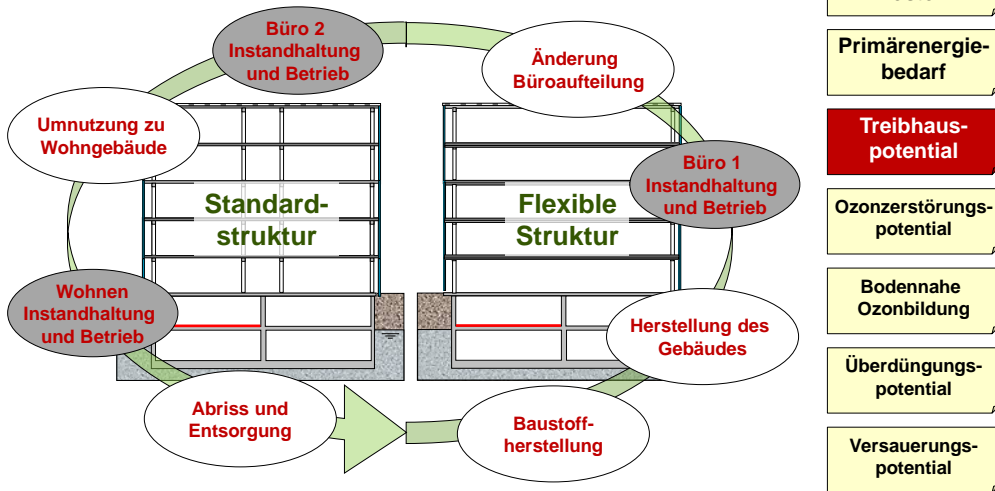 Büro 2
Instandhaltung
und Betrieb
Änderung
Büroaufteilung
Umnutzung zu
Wohngebäude
Büro 1
Instandhaltung
und Betrieb
Standard-
struktur
Flexible
Struktur
Wohnen
Instandhaltung
und Betrieb
Herstellung des
Gebäudes
Abriss und
Entsorgung
Baustoff-
herstellung
Primärenergie-
bedarf
Treibhaus-
potential
Ozonzerstörungs-
potential
Bodennahe
Ozonbildung
Überdüngungs-
potential
Versauerungs-
potential